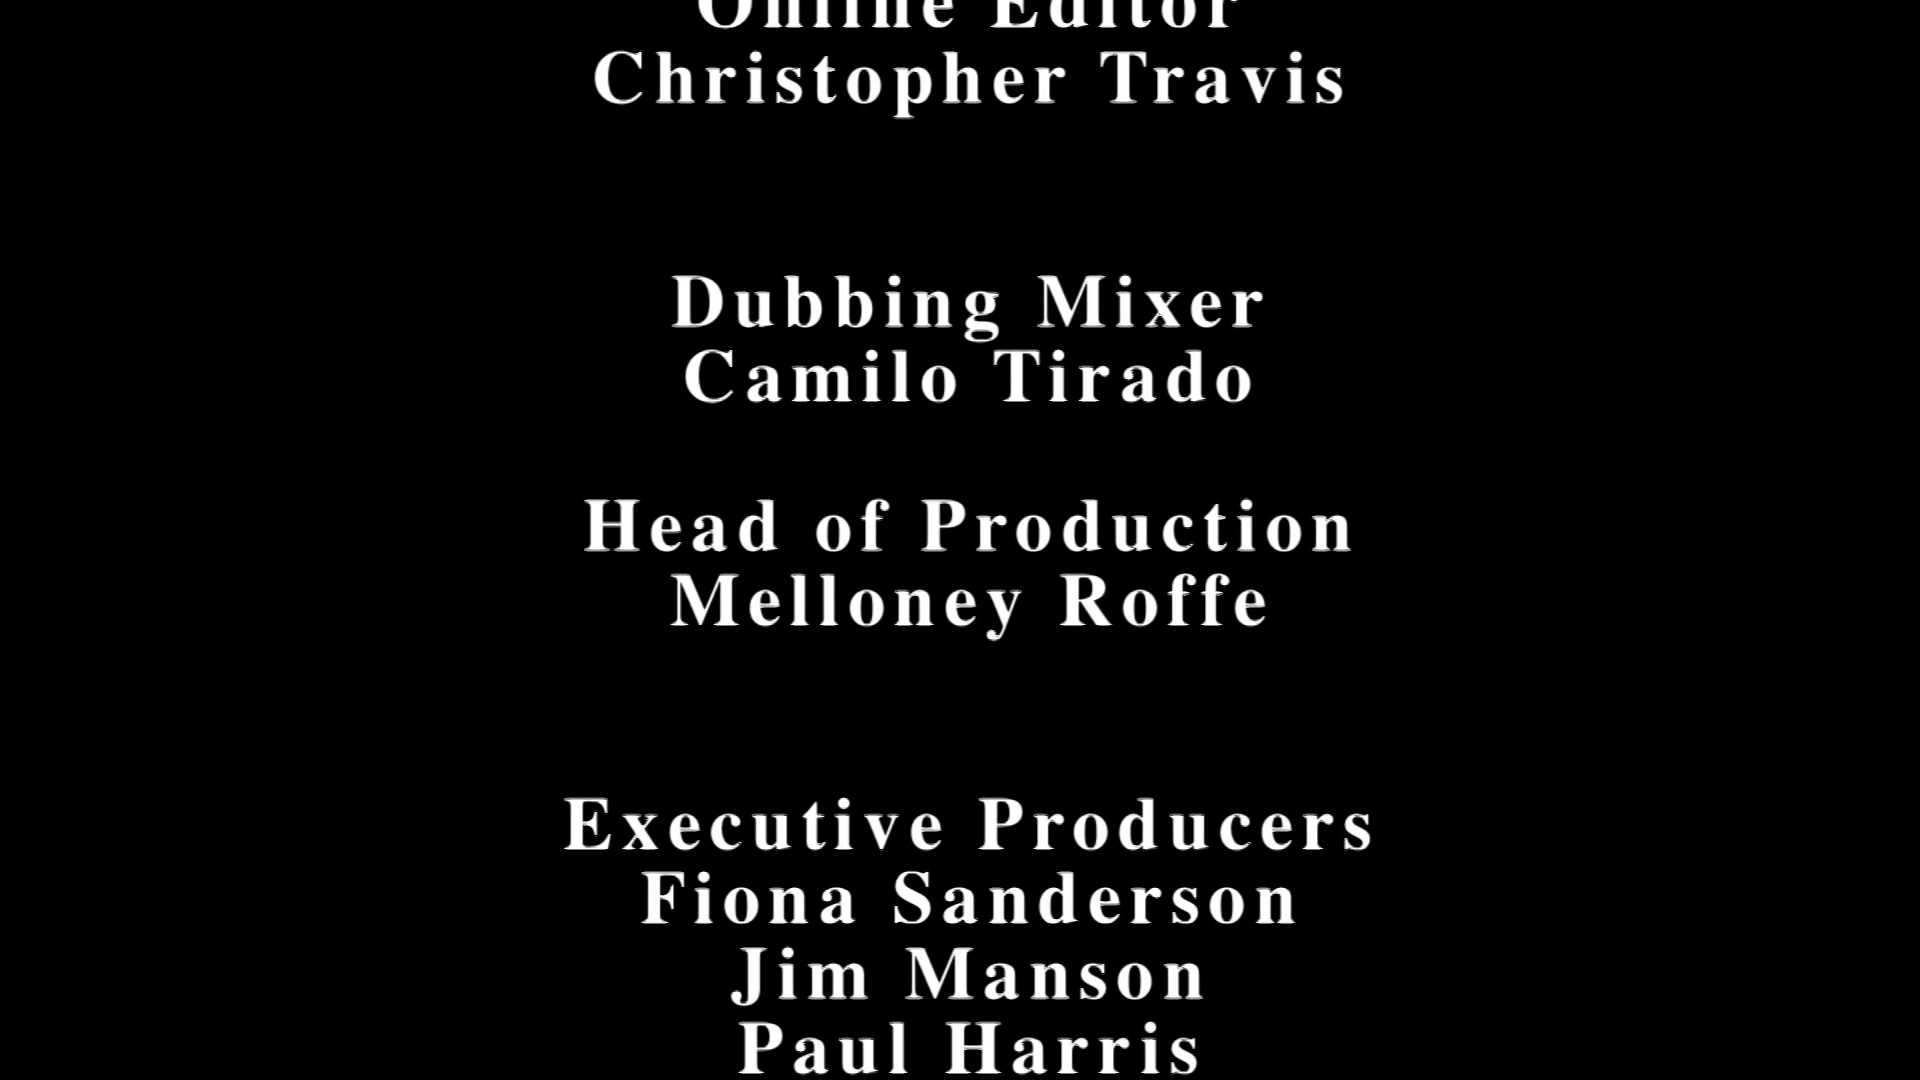 Online Editor
Christopher Travis
Dubbing Mixer
Camilo Tirado
Head of Production
Melloney Roffe
Executive Producers
Fiona Sanderson
Jim Manson
Paul Harris